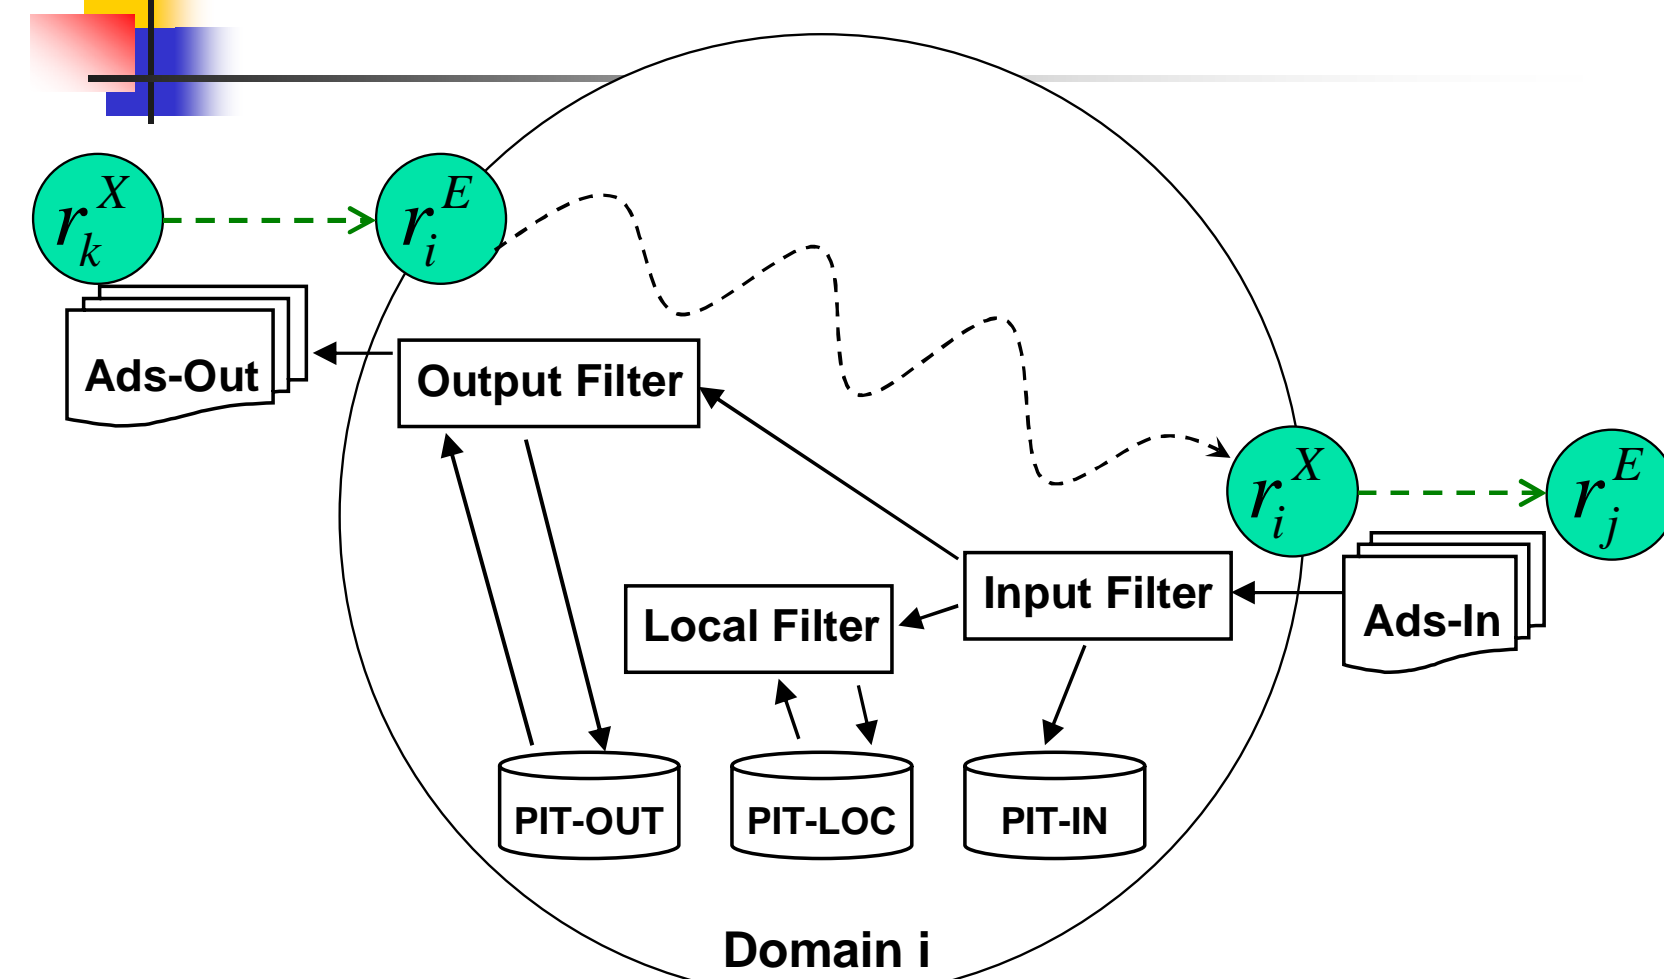 r_k^X
r_i^E
Ads-Out
Output Filter
r_i^X
r_j^E
Input Filter
Local Filter
Ads-In
PIT-OUT
PIT-LOC
PIT-IN
Domain i